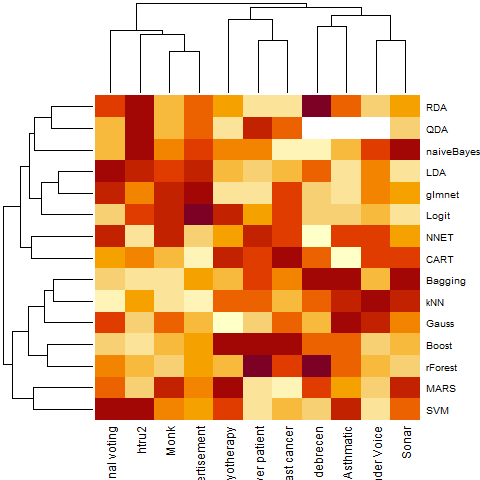 RDA
QDA
naiveBayes
LDA
glmnet
Logit
NNET
CART
Bagging
kNN
Gauss
Boost
rForest
MARS
SVM
nal voting
htru2
Monk
ertisement
yotherapy
ver patient
ast cancer
debrecen
Asthmatic
nder Voice
Sonar